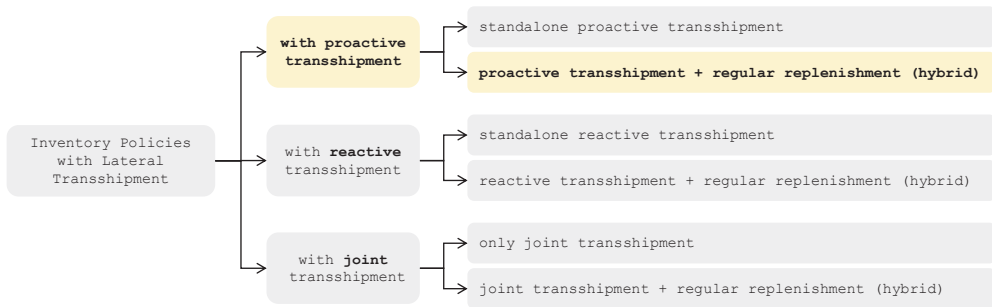 Inventory Policies
with Lateral
Transshipment
with proactive
transshipment
standalone proactive transshipment
proactive transshipment + regular replenishment (hybrid)
with reactive
transshipment
standalone reactive transshipment
reactive transshipment + regular replenishment (hybrid)
with joint
transshipment
only joint transshipment
joint transshipment + regular replenishment (hybrid)